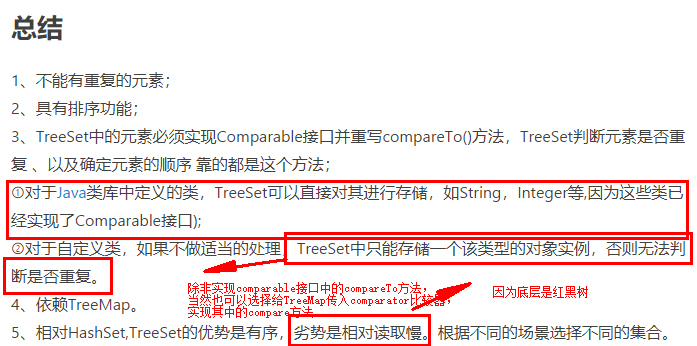 总结
1、不能有重复的元素；
2、具有排序功能；
3、TreeSet中的元素必须实现Comparable接口并重写compareTo()方法，TreeSet判断元素是否重
复 、以及确定元素的顺序 靠的都是这个方法；
①对于Java类库中定义的类，TreeSet可以直接对其进行存储，如String，Integer等,因为这些类已
经实现了Comparable接口);
②对于自定义类，如果不做适当的处理，TreeSet中只能存储一个该类型的对象实例，否则无法判
断是否重复。
除非实现comparable接口中的compareTo方法，
当然也可以选择给TreeMap传入comparator比较器，
实现其中的compare方法
因为底层是红黑树
4、依赖TreeMap。
5、相对HashSet,TreeSet的优势是有序，劣势是相对读取慢。根据不同的场景选择不同的集合。